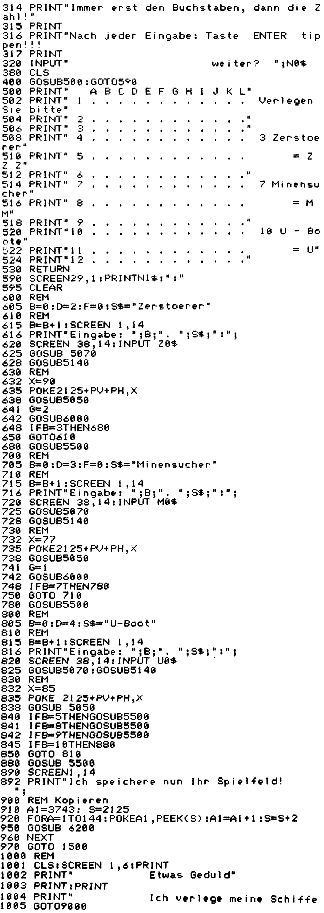 314 PRINT"Immer erst den Buchstaben, dann die Z
ahl!"
315 PRINT
316 PRINT"Nach jeder Eingabe: Taste  ENTER  tip
pen!!!
317 PRINT
320 INPUT"                   weiter?  ";N0$
380 CLS
400 GOSUB500:GOTO590
500 PRINT"   A B C D E F G H I J K L"
502 PRINT" 1 . . . . . . . . . . . .  Verlegen
Sie bitte"
504 PRINT" 2 . . . . . . . . . . . ."
506 PRINT" 3 . . . . . . . . . . . ."
508 PRINT" 4 . . . . . . . . . . . .  3 Zerstoe
rer"
510 PRINT" 5 . . . . . . . . . . . .       = Z
Z Z"
512 PRINT" 6 . . . . . . . . . . . ."
514 PRINT" 7 . . . . . . . . . . . .  7 Minensu
cher"
516 PRINT" 8 . . . . . . . . . . . .       = M
M"
518 PRINT" 9 . . . . . . . . . . . ."
520 PRINT"10 . . . . . . . . . . . .  10 U - Bo
ote"
522 PRINT"11 . . . . . . . . . . . .       = U"
524 PRINT"12 . . . . . . . . . . . ."
530 RETURN
590 SCREEN29,1:PRINTN1$;":"
595 CLEAR
600 REM
605 B=0:D=2:F=0:S$="Zerstoerer"
610 REM
615 B=B+1:SCREEN 1,14
616 PRINT"Eingabe: ";B;". ";S$;":";
620 SCREEN 38,14:INPUT Z0$
625 GOSUB 5070
628 GOSUB5140
630 REM
632 X=90
635 POKE2125+PV+PH,X
638 GOSUB5050
641 G=2
642 GOSUB6000
648 IFB=3THEN680
650 GOTO610
680 GOSUB5500
700 REM
705 B=0:D=3:F=0:S$="Minensucher"
710 REM
715 B=B+1:SCREEN 1,14
716 PRINT"Eingabe: ";B;". ";S$;":";
720 SCREEN 38,14:INPUT M0$
725 GOSUB5070
728 GOSUB5140
730 REM
732 X=77
735 POKE2125+PV+PH,X
738 GOSUB5050
741 G=1
742 GOSUB6000
748 IFB=7THEN780
750 GOTO 710
780 GOSUB5500
800 REM
805 B=0:D=4:S$="U-Boot"
810 REM
815 B=B+1:SCREEN 1,14
816 PRINT"Eingabe: ";B;". ";S$;":";
820 SCREEN 38,14:INPUT U0$
825 GOSUB5070:GOSUB5140
830 REM
832 X=85
835 POKE 2125+PV+PH,X
838 GOSUB 5050
840 IFB=5THENGOSUB5500
841 IFB=8THENGOSUB5500
842 IFB=9THENGOSUB5500
845 IFB=10THEN880
850 GOTO 810
880 GOSUB 5500
890 SCREEN1,14
892 PRINT"Ich speichere nun Ihr Spielfeld!
";
900 REM Kopieren
910 A1=3743: S=2125
920 FORA=1TO144:POKEA1,PEEK(S):A1=A1+1:S=S+2
950 GOSUB 6200
960 NEXT
970 GOTO 1500
1000 REM
1001 CLS:SCREEN 1,6:PRINT
1002 PRINT"          Etwas Geduld"
1003 PRINT:PRINT
1004 PRINT"          Ich verlege meine Schiffe
1005 GOTO9000